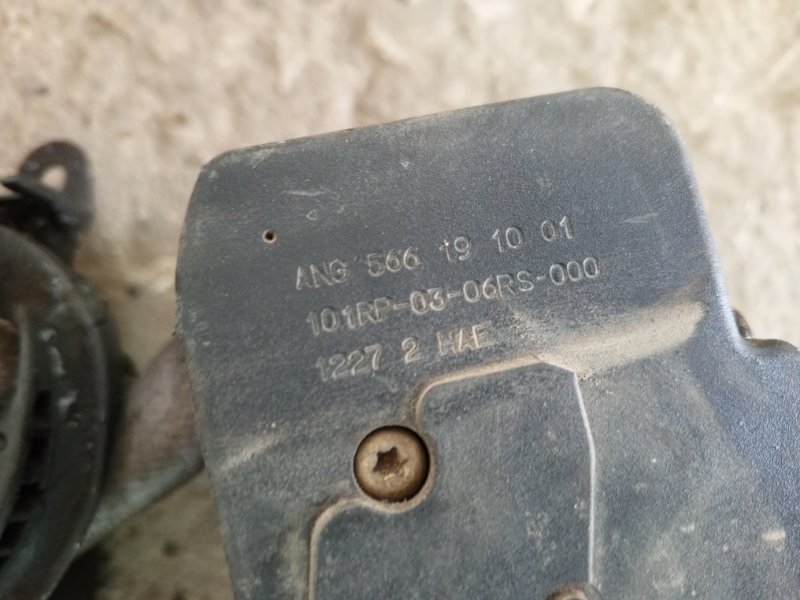 ANG 566 19 10 01
101RP-03-06RS-000
1227 2 HAE